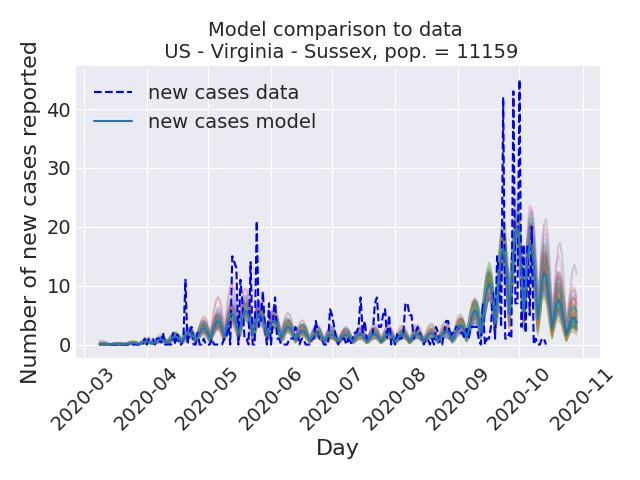 Model comparison to data
US - Virginia - Sussex, pop. = 11159
Number of new cases reported
40
30
20
10
0
new cases data
new cases model
2020-03
2020-04
2020-05
2020-06
2020-07
2020-08
2020-09
2020-10
2020-11
Day